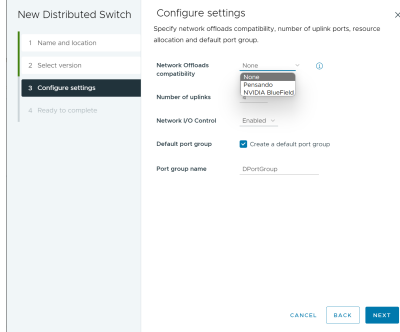 New Distributed Switch
1 Name and location
2 Select version
3 Configure settings
4 Ready to complete
Configure settings
Specify network offloads compatibility, number of uplink ports, resource
allocation and default port group.
Network Offloads
compatibility
None
None
Pensando
NVIDIA BlueField
Number of uplinks
Network I/O Control
Enabled
Default port group
Create a default port group
Port group name
DPortGroup
CANCEL
BACK
NEXT